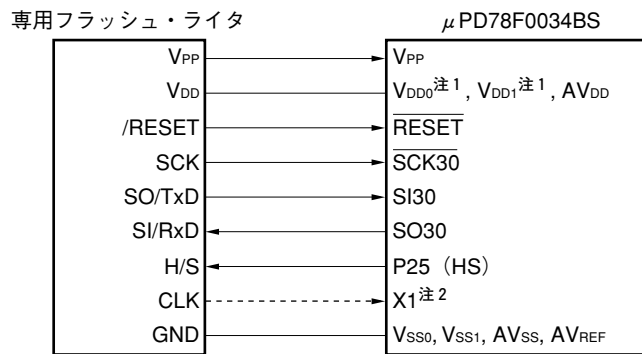 専用フラッシュ・ライタ μPD78F0034BS
VPP VPP
VDD VDD0注1, VDD1注1, AVDD
/RESET RESET
SCK SCK30
SO/TxD SI30
SI/RxD SO30
H/S P25（HS）
CLK X1注2
GND VSS0, VSS1, AVSS, AVREF